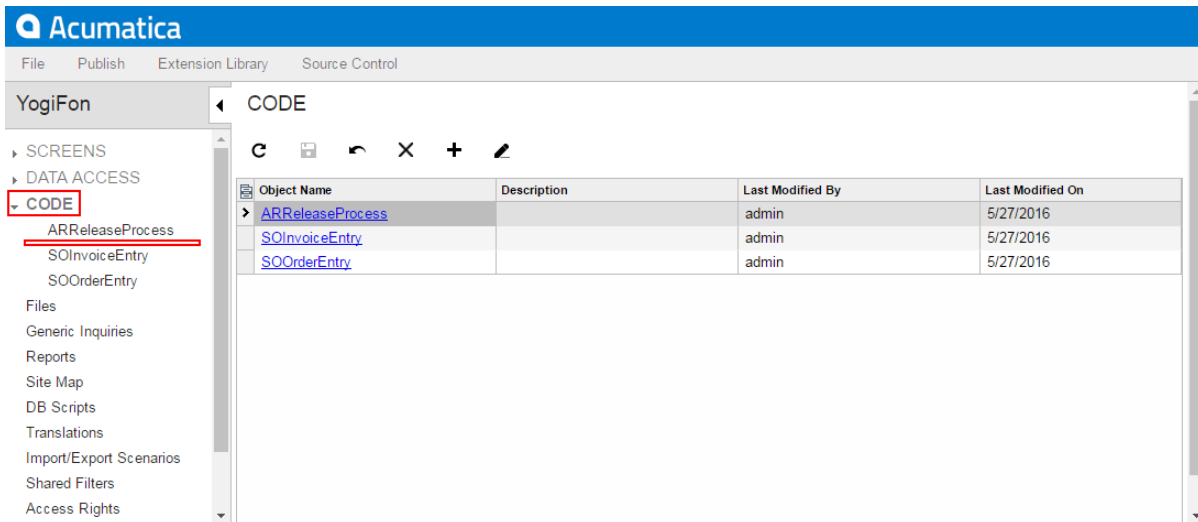 Acumatica
File Publish Extension Library Source Control
YogiFon
CODE
SCREENS
DATA ACCESS
CODE
ARReleaseProcess
SOInvoiceEntry
SOOrderEntry
Files
Generic Inquiries
Reports
Site Map
DB Scripts
Translations
Import/Export Scenarios
Shared Filters
Access Rights
Object Name Description Last Modified By Last Modified On
ARReleaseProcess admin 5/27/2016
SOInvoiceEntry admin 5/27/2016
SOOrderEntry admin 5/27/2016